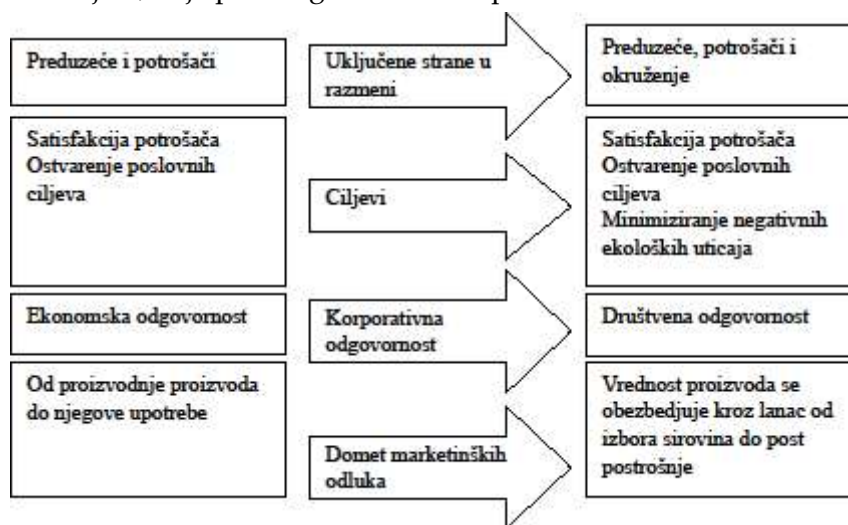 Preduzeće i potrošači
Uključene strane u
razmeni
Preduzeće, potrošači i
okruženje
Satisfakcija potrošača
Ostvarenje poslovnih
ciljeva
Ciljevi
Satisfakcija potrošača
Ostvarenje poslovnih
ciljeva
Minimiziranje negativnih
ekoloških uticaja
Ekonomska odgovornost
Korporativna
odgovornost
Društvena odgovornost
Od proizvodnje proizvoda
do njegove upotrebe
Domet marketinških
odluka
Vrednost proizvoda se
obezbedjuje kroz lanac od
izbora sirovina do post
postrošnje